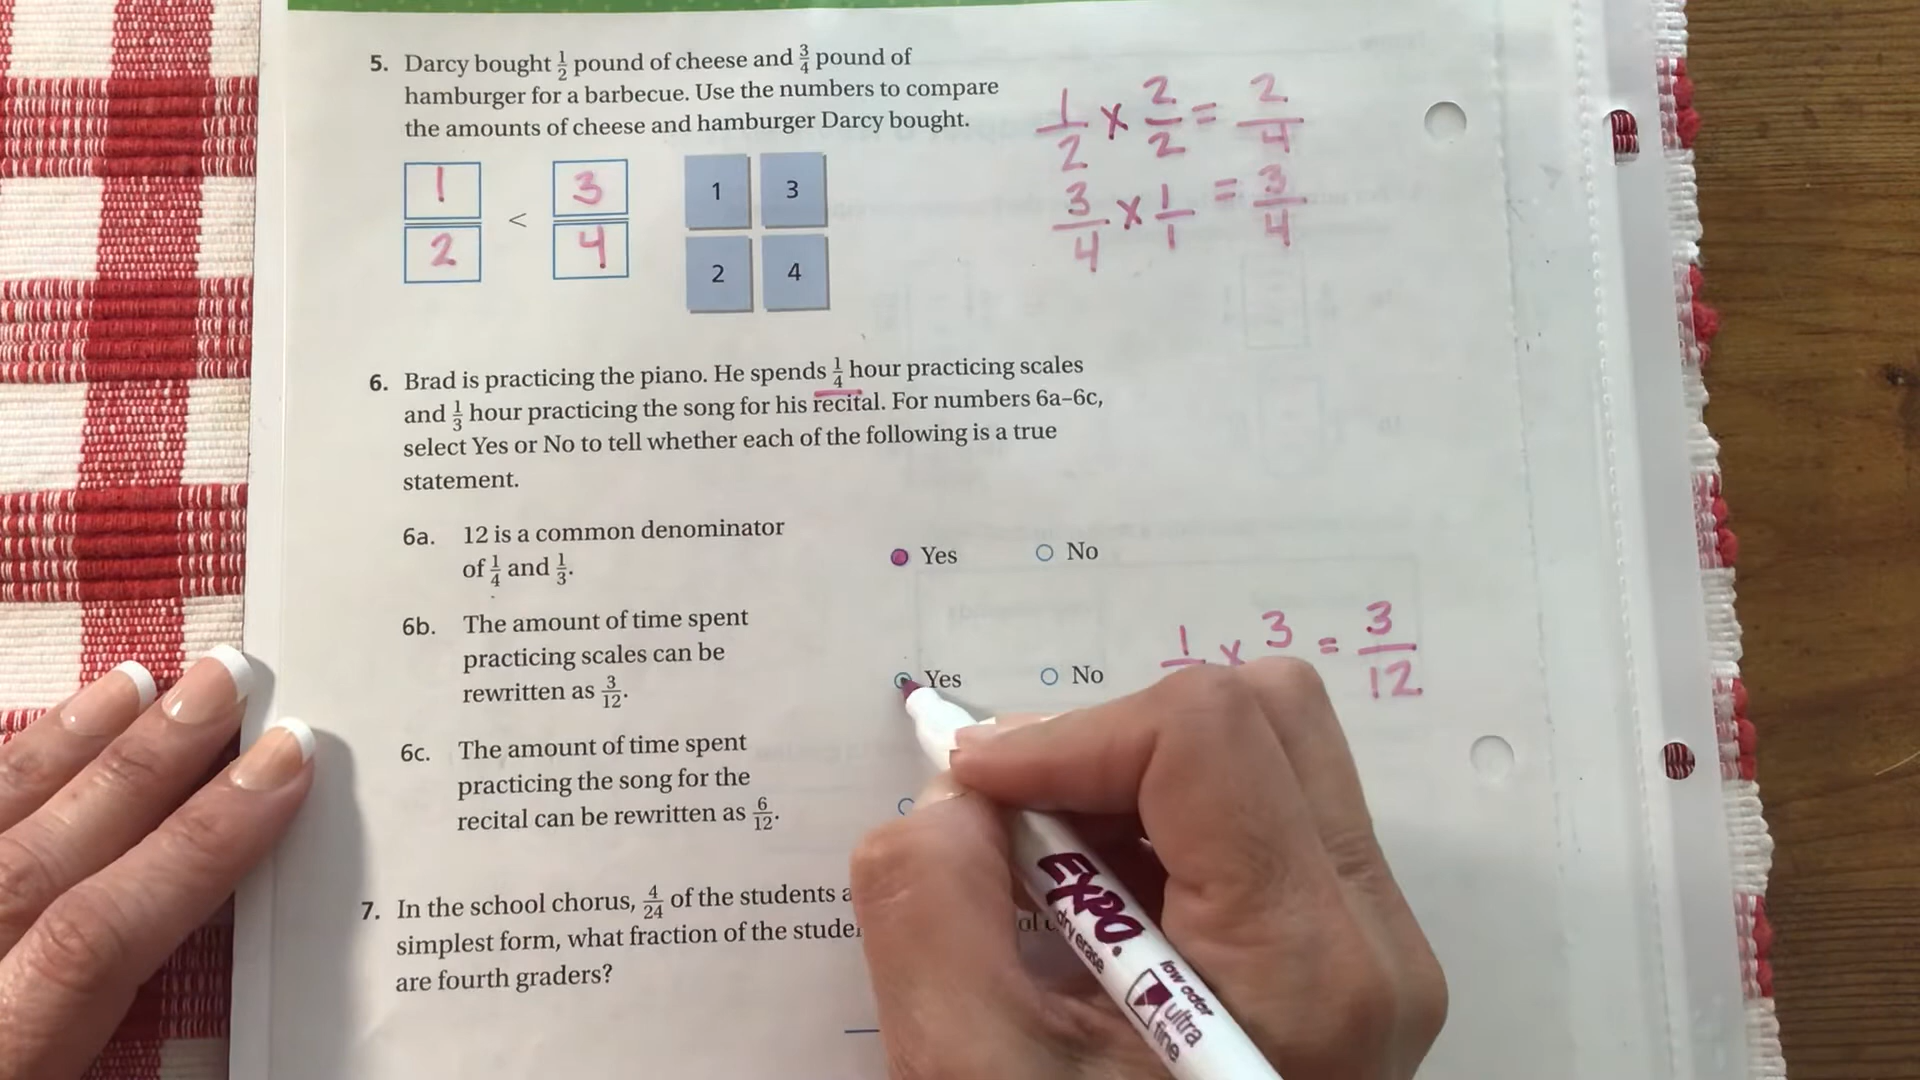 5. Darcy bought 1/2 pound of cheese and 3/4 pound of
hamburger for a barbecue. Use the numbers to compare
the amounts of cheese and hamburger Darcy bought.
1/2 < 3/4
1 3
2 4
1/2 x 2/2 = 2/4
3/4 x 1/1 = 3/4
6. Brad is practicing the piano. He spends 1/4 hour practicing scales
and 1/3 hour practicing the song for his recital. For numbers 6a–6c,
select Yes or No to tell whether each of the following is a true
statement.
6a. 12 is a common denominator
of 1/4 and 1/3.
Yes No
6b. The amount of time spent
practicing scales can be
rewritten as 3/12.
Yes No
1 x 3 = 3/12
6c. The amount of time spent
practicing the song for the
recital can be rewritten as 6/12.
7. In the school chorus, 4/24 of the students
simplest form, what fraction of the
are fourth graders?
EXPO
dry erase
low odor
ultra
fine